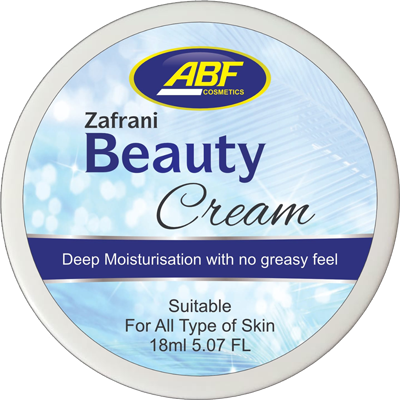 ABF
COSMETICS
Zafrani
Beauty
Cream
Deep Moisturisation with no greasy feel
Suitable
For All Type of Skin
18ml 5.07 FL